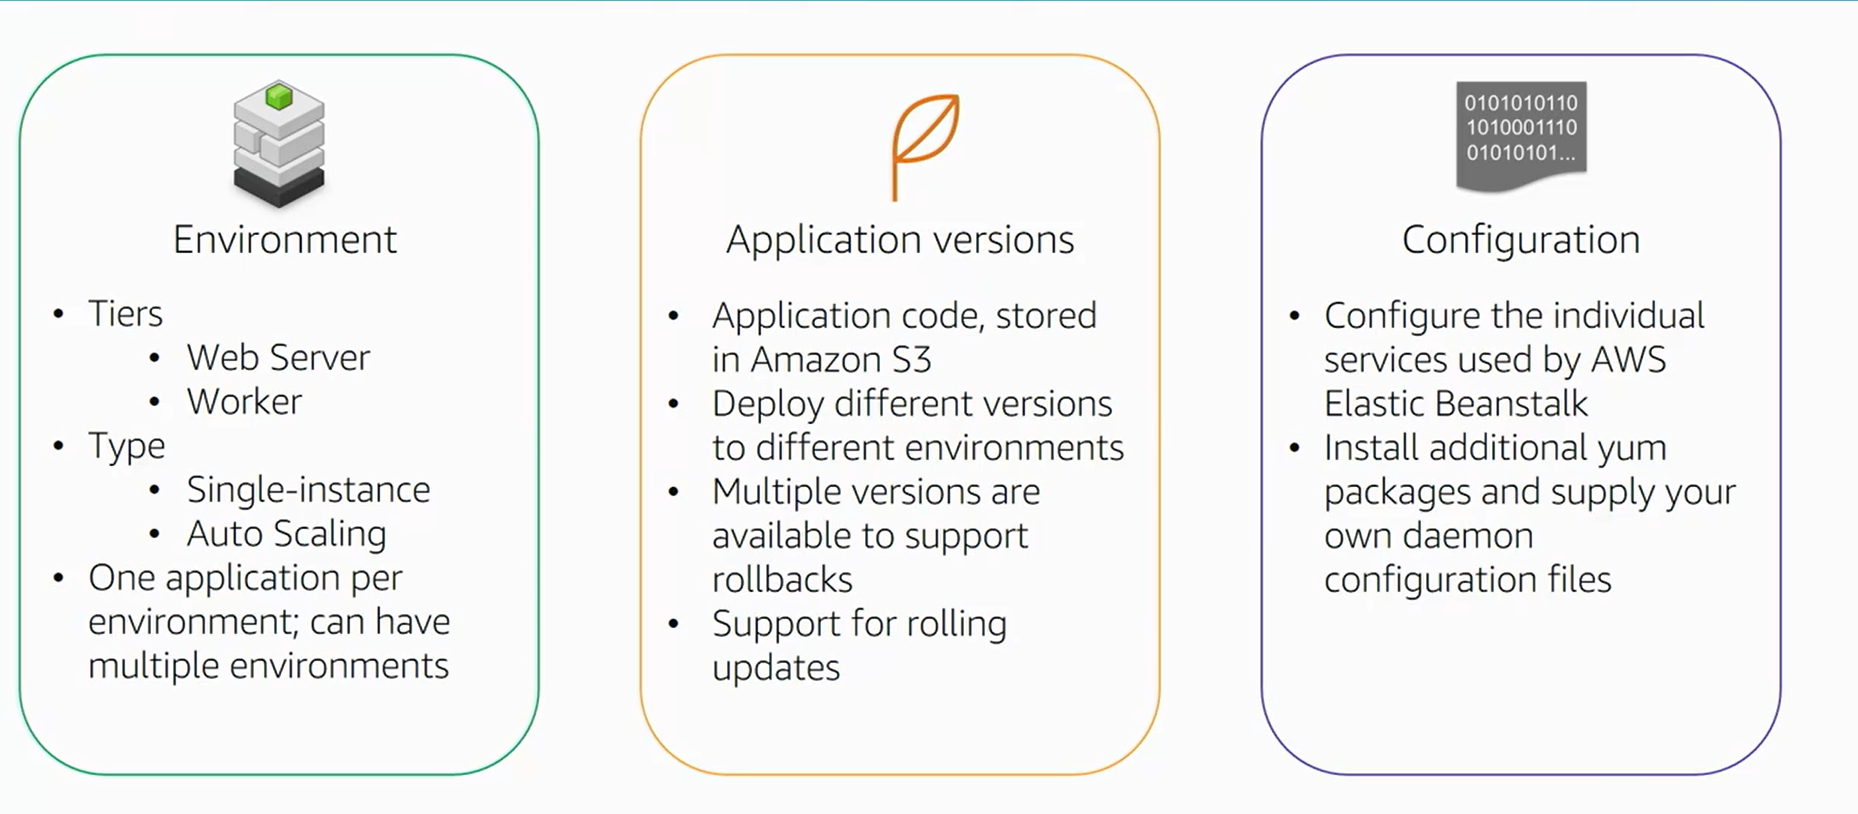 Environment
• Tiers
• Web Server
• Worker
• Type
• Single-instance
• Auto Scaling
• One application per
environment; can have
multiple environments
Application versions
• Application code, stored
in Amazon S3
• Deploy different versions
to different environments
• Multiple versions are
available to support
rollbacks
• Support for rolling
updates
0101010110
1010001110
01010101...
Configuration
• Configure the individual
services used by AWS
Elastic Beanstalk
• Install additional yum
packages and supply your
own daemon
configuration files